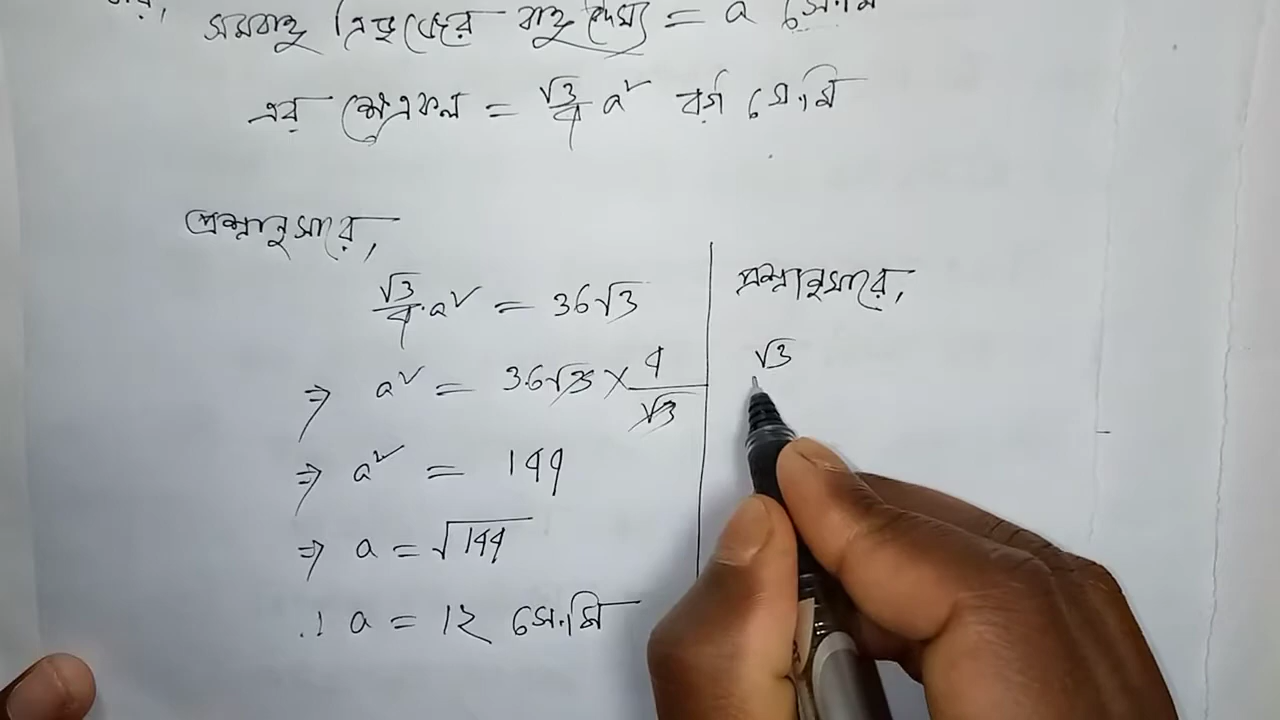 সমবাহু ত্রিভুজের বাহু দৈর্ঘ্য = a সে.মি
এর ক্ষেত্রফল = √3/4 a² বর্গ সে.মি
প্রশ্নানুসারে,
√3/4 . a² = 36√3
⇒ a² = 36√3 × 4/√3
⇒ a² = 144
⇒ a = √144
∴ a = 12 সে.মি
প্রশ্নানুসারে,
√3